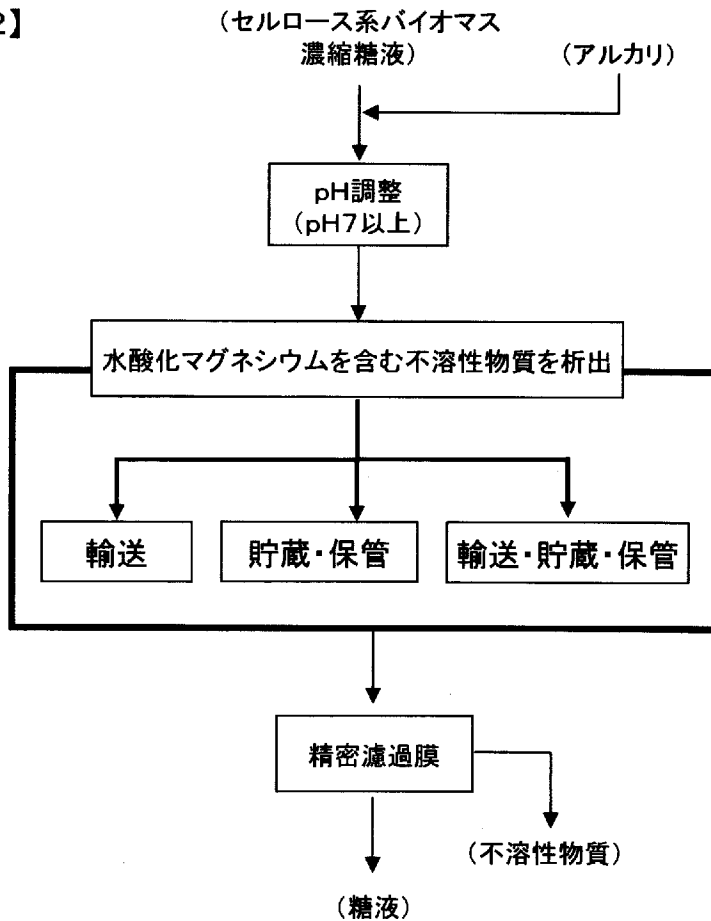 2】
(セルロース系バイオマス
濃縮糖液)
(アルカリ)
pH調整
(pH7以上)
水酸化マグネシウムを含む不溶性物質を析出
輸送
貯蔵・保管
輸送・貯蔵・保管
精密濾過膜
(不溶性物質)
(糖液)